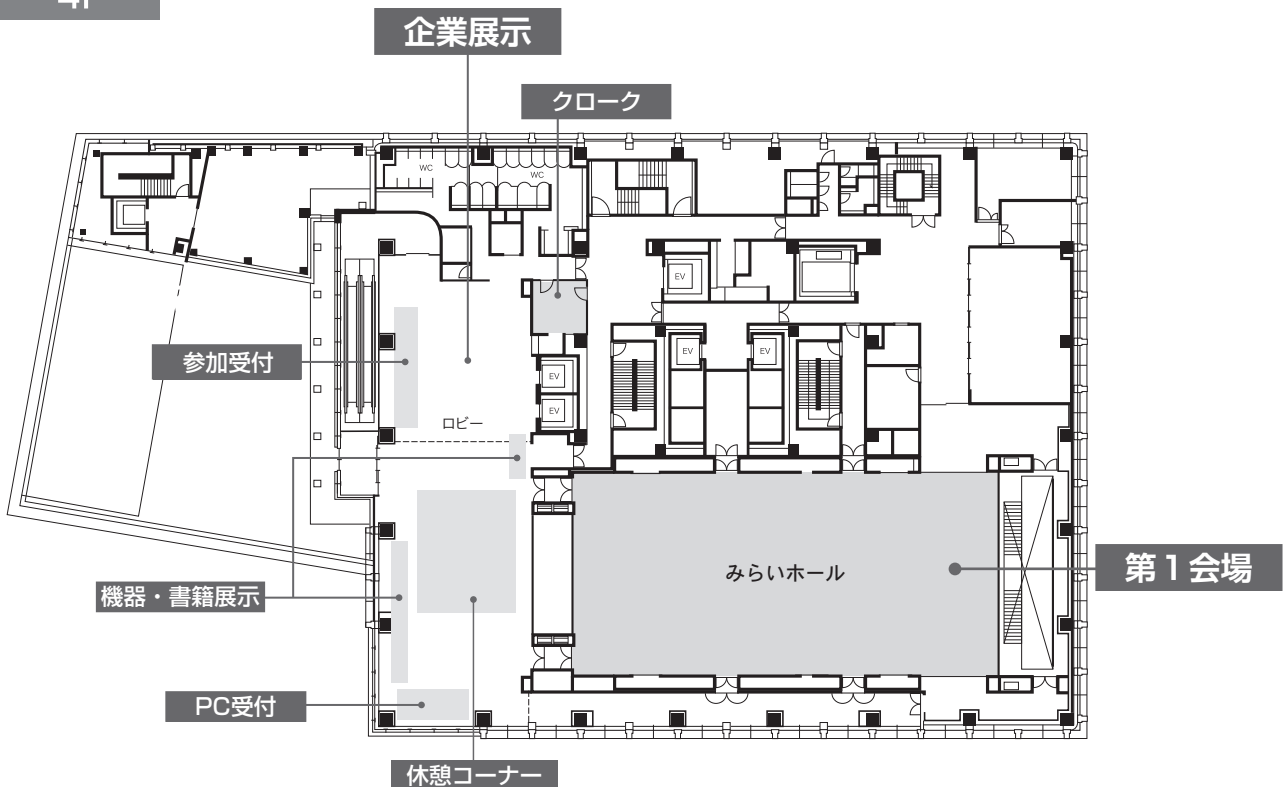 4F
企業展示
クローク
WC
WC
EV
参加受付
EV
EV
EV
EV
ロビー
みらいホール
第1会場
機器・書籍展示
PC受付
休憩コーナー